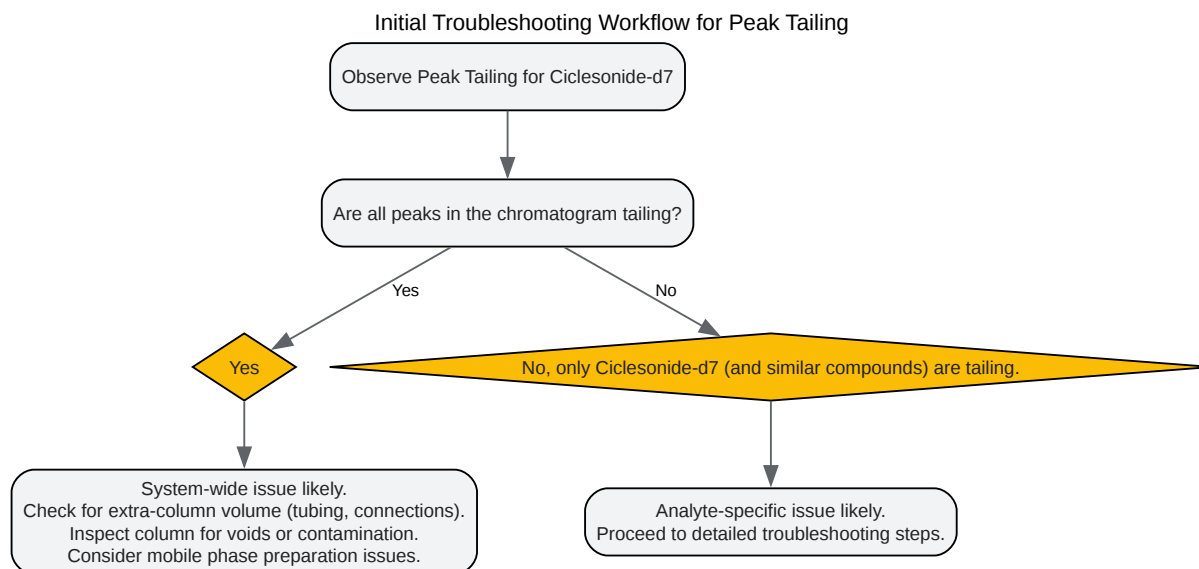 Initial Troubleshooting Workflow for Peak Tailing
Observe Peak Tailing for Ciclesonide-d7
Are all peaks in the chromatogram tailing?
Yes
No
Yes
No, only Ciclesonide-d7 (and similar compounds) are tailing.
System-wide issue likely.
Check for extra-column volume (tubing, connections).
Inspect column for voids or contamination.
Consider mobile phase preparation issues.
Analyte-specific issue likely.
Proceed to detailed troubleshooting steps.